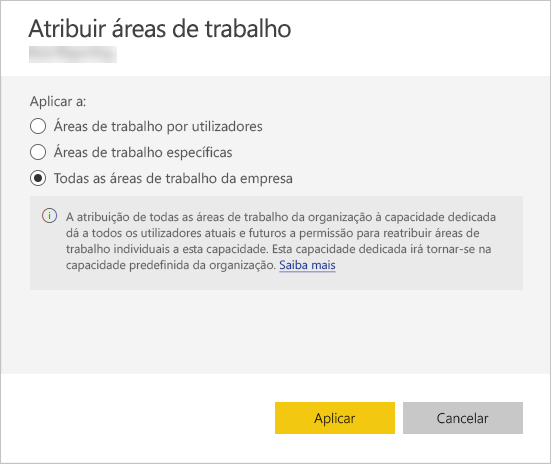 Atribuir áreas de trabalho
Aplicar a:
Áreas de trabalho por utilizadores
Áreas de trabalho específicas
Todas as áreas de trabalho da empresa
A atribuição de todas as áreas de trabalho da organização à capacidade dedicada
dá a todos os utilizadores atuais e futuros a permissão para reatribuir áreas de
trabalho individuais a esta capacidade. Esta capacidade dedicada irá tornar-se na
capacidade predefinida da organização. Saiba mais
Aplicar
Cancelar